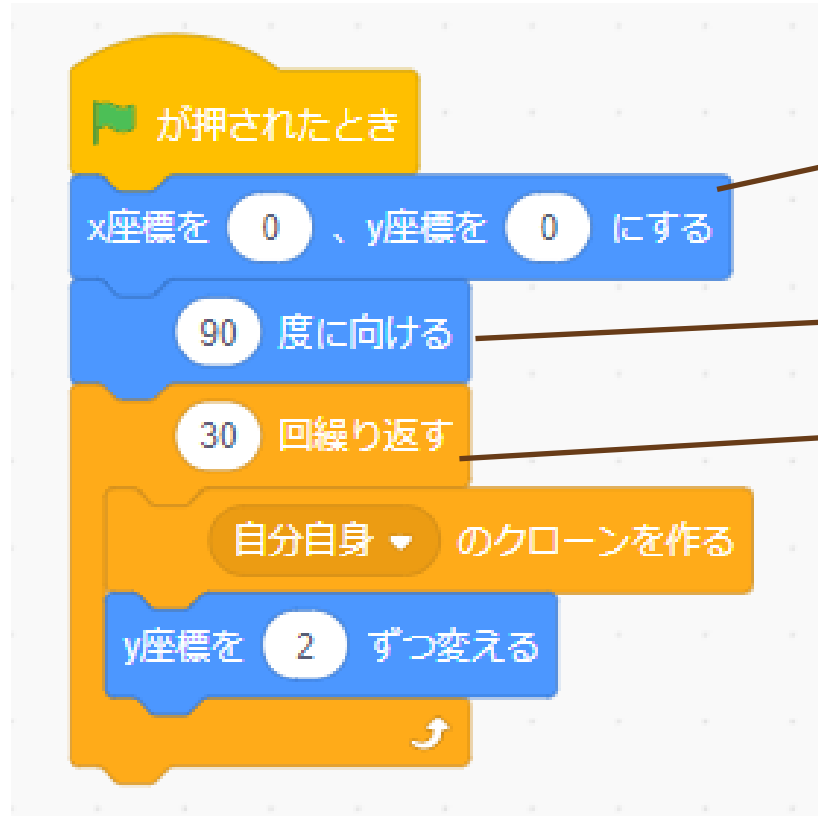 が押されたとき
x座標を 0 、y座標を 0 にする
90 度に向ける
30 回繰り返す
自分自身 のクローンを作る
y座標を 2 ずつ変える